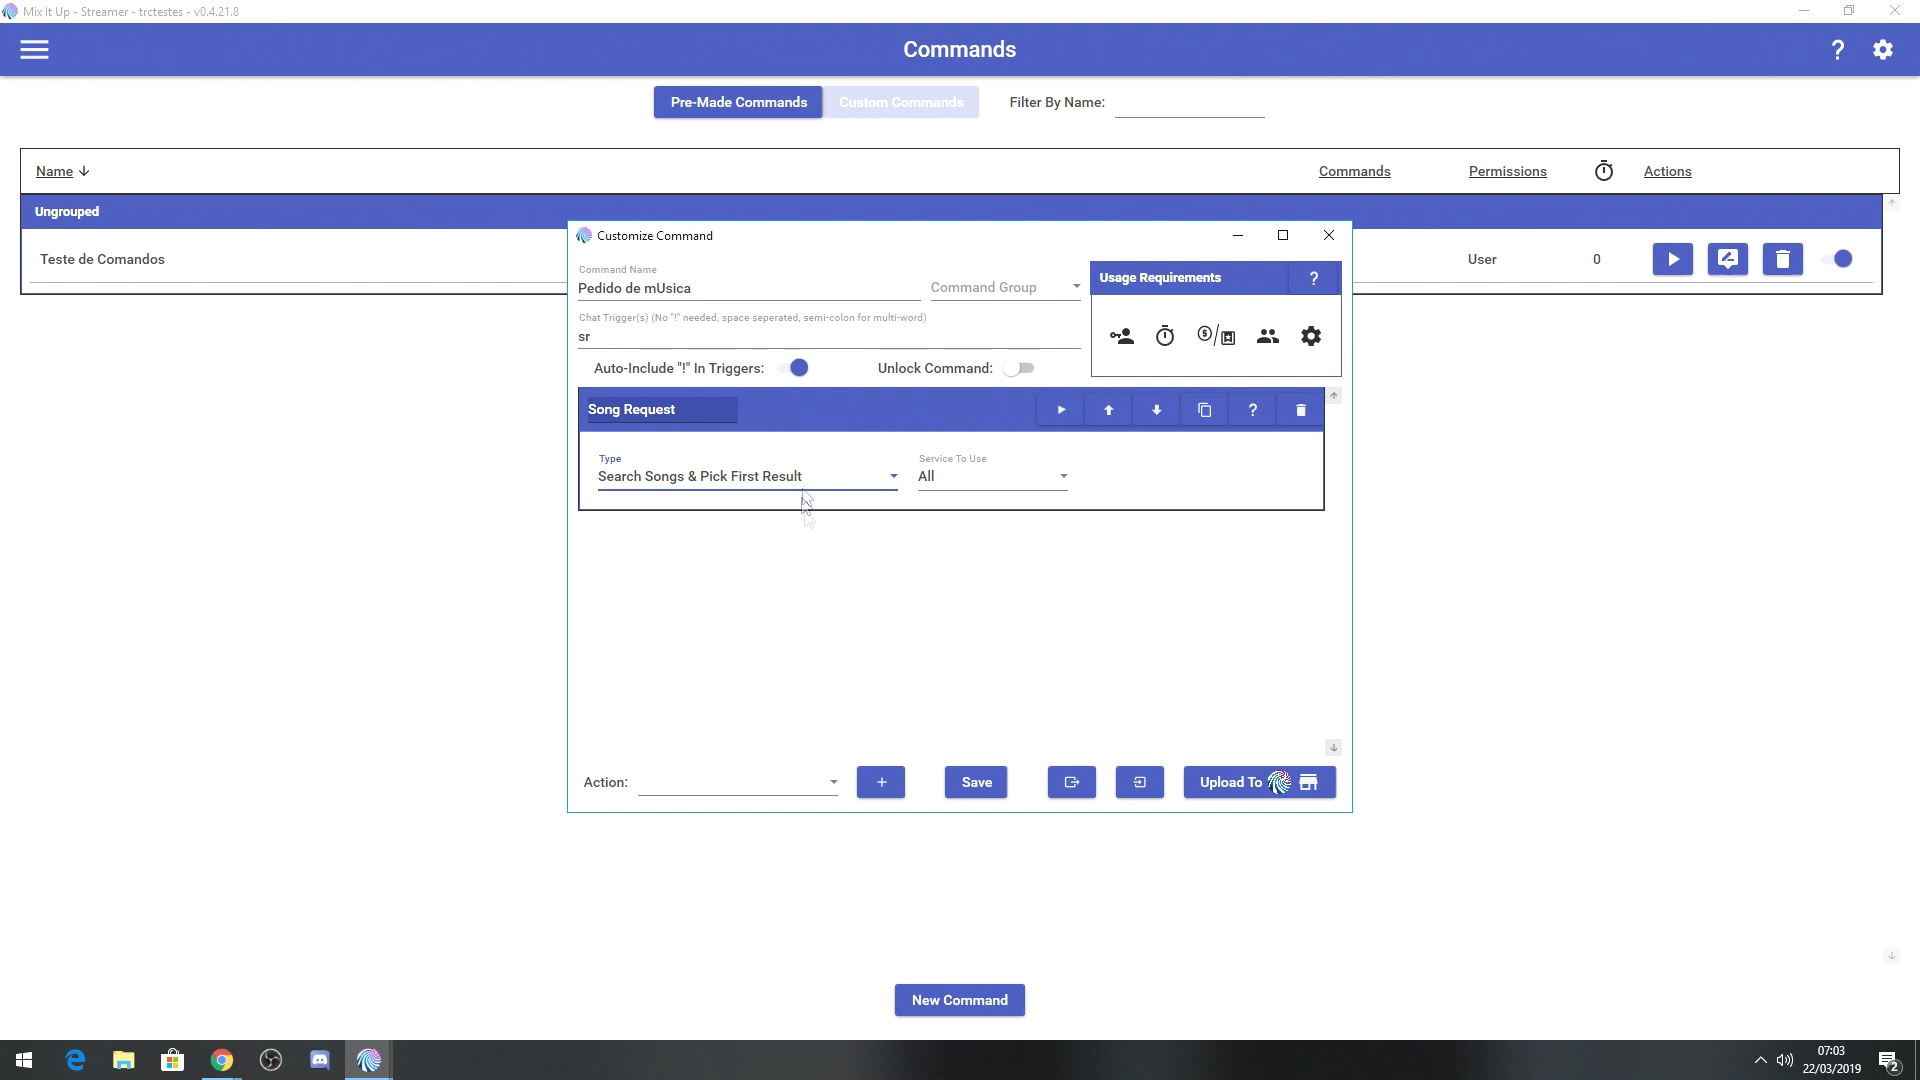 Mix It Up - Streamer - trctestes - v0.4.21.8
Commands
?
Pre-Made Commands
Custom Commands
Filter By Name:
Name
Commands
Permissions
Actions
Ungrouped
Teste de Comandos
User
0
Customize Command
Command Name
Pedido de mUsica
Command Group
Usage Requirements
?
Chat Trigger(s) (No "!" needed, space seperated, semi-colon for multi-word)
sr
Auto-Include "!" In Triggers:
Unlock Command:
Song Request
?
Type
Search Songs & Pick First Result
Service To Use
All
Action:
+
Save
Upload To
New Command
07:03
22/03/2019
2